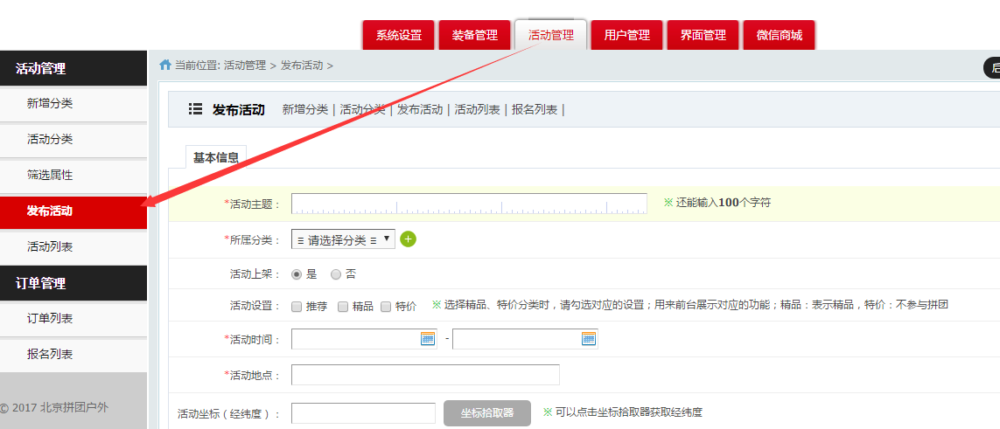 系统设置 装备管理 活动管理 用户管理 界面管理 微信商城
当前位置: 活动管理 > 发布活动 >
后
活动管理
新增分类
活动分类
筛选属性
发布活动
活动列表
订单管理
订单列表
报名列表
© 2017 北京拼团户外
发布活动 新增分类 | 活动分类 | 发布活动 | 活动列表 | 报名列表 |
基本信息
*活动主题： ※ 还能输入100个字符
*所属分类： ≡ 请选择分类 ≡
活动上架： 是 否
活动设置： 推荐 精品 特价 ※ 选择精品、特价分类时，请勾选对应的设置；用来前台展示对应的功能；精品：表示精品，特价：不参与拼团
*活动时间： -
*活动地点：
活动坐标（经纬度）： 坐标拾取器 ※ 可以点击坐标拾取器获取经纬度